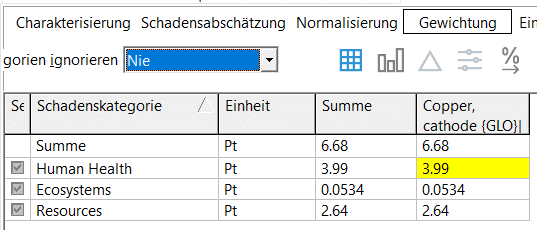 Charakterisierung Schadensabschätzung Normalisierung Gewichtung Ein
gorien ignorieren Nie
Se Schadenskategorie Einheit Summe Copper, cathode {GLO}|
Summe Pt 6.68 6.68
Human Health Pt 3.99 3.99
Ecosystems Pt 0.0534 0.0534
Resources Pt 2.64 2.64